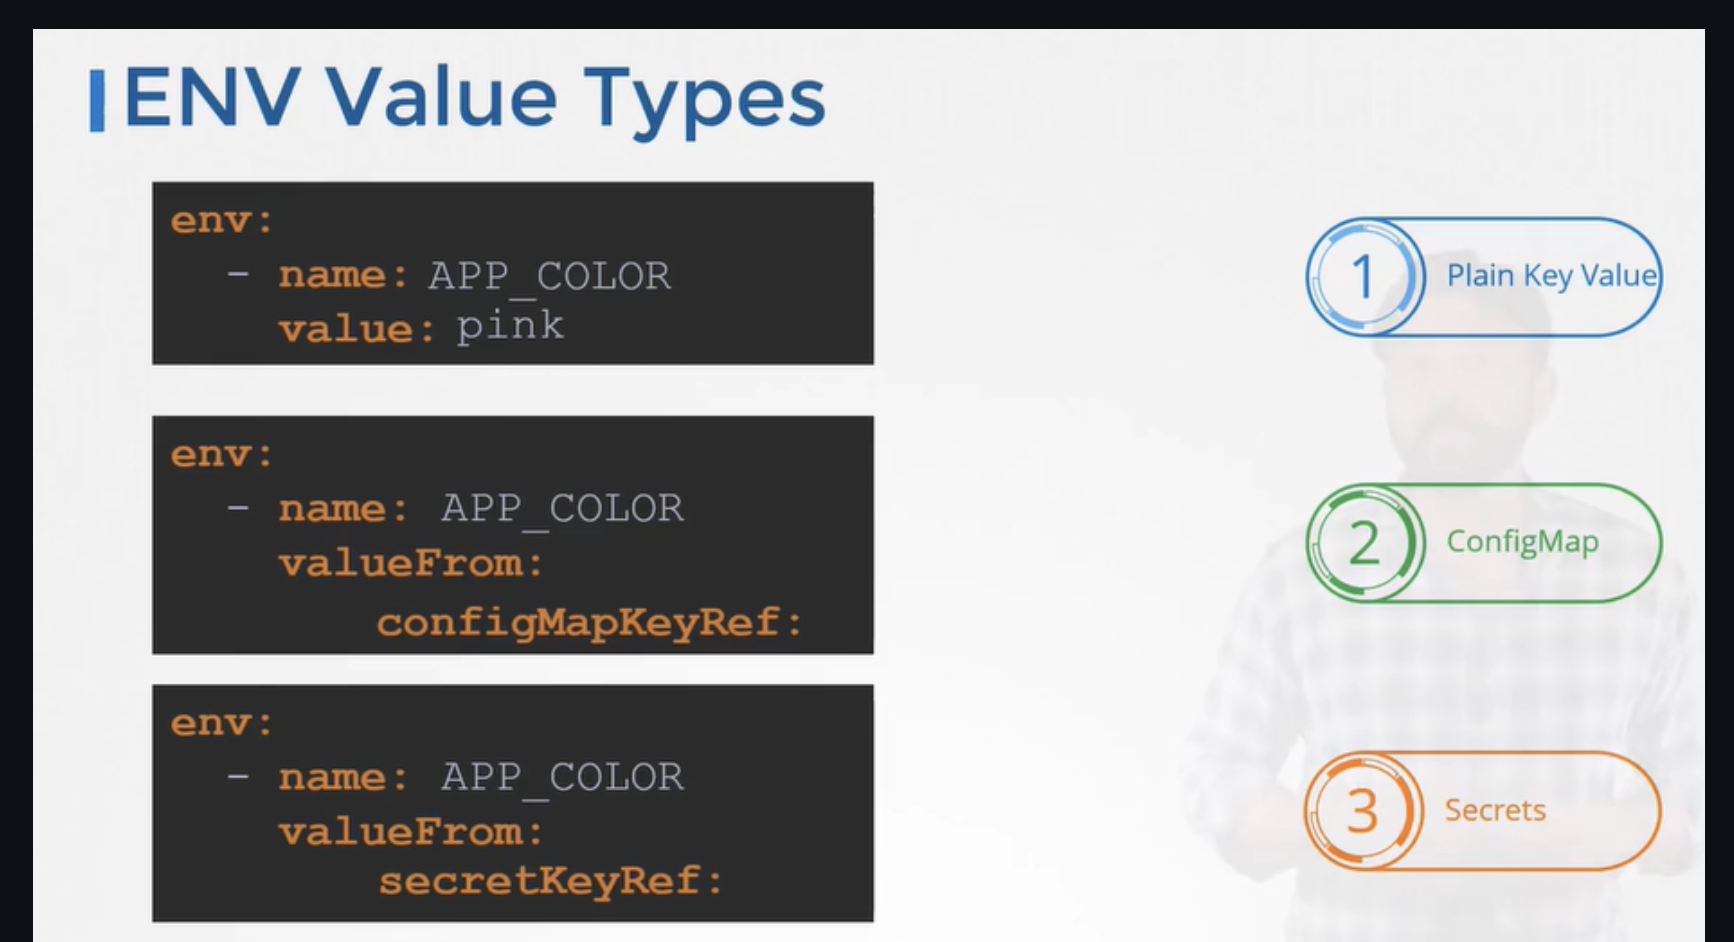 ENV Value Types
env:
- name: APP_COLOR
value: pink
1 Plain Key Value
env:
- name: APP_COLOR
valueFrom:
configMapKeyRef:
2 ConfigMap
env:
- name: APP_COLOR
valueFrom:
secretKeyRef:
3 Secrets